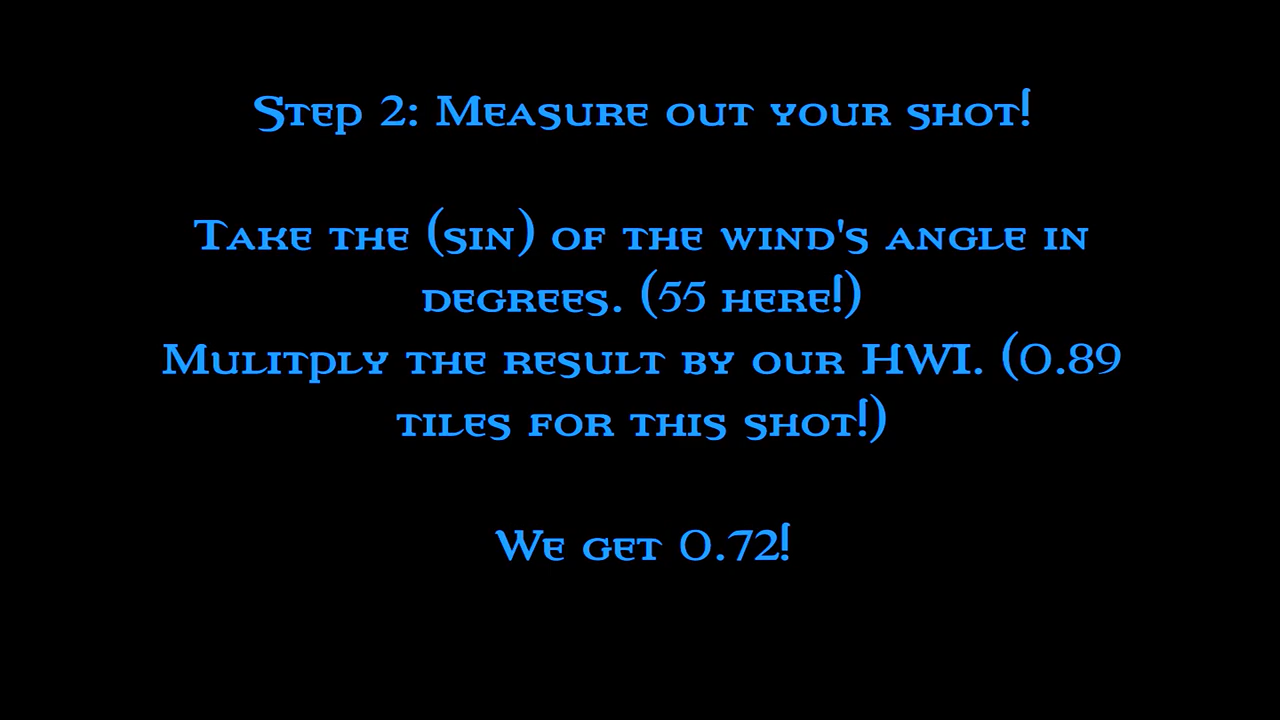 Step 2: Measure out your shot!
Take the (sin) of the wind's angle in
degrees. (55 here!)
Mulitply the result by our HWI. (0.89
tiles for this shot!)
We get 0.72!